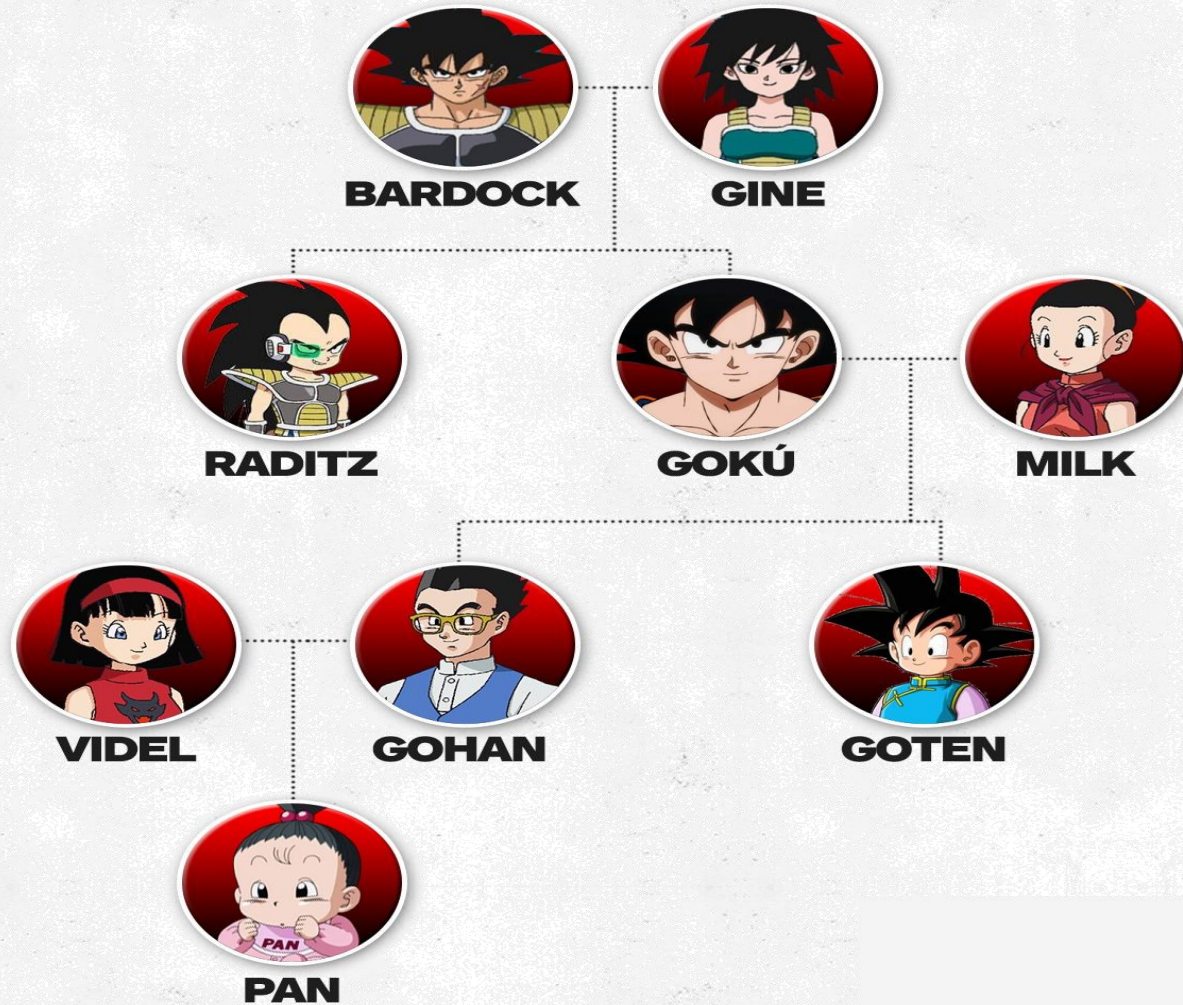 BARDOCK
GINE
RADITZ
GOKÚ
MILK
VIDEL
GOHAN
GOTEN
PAN
PAN